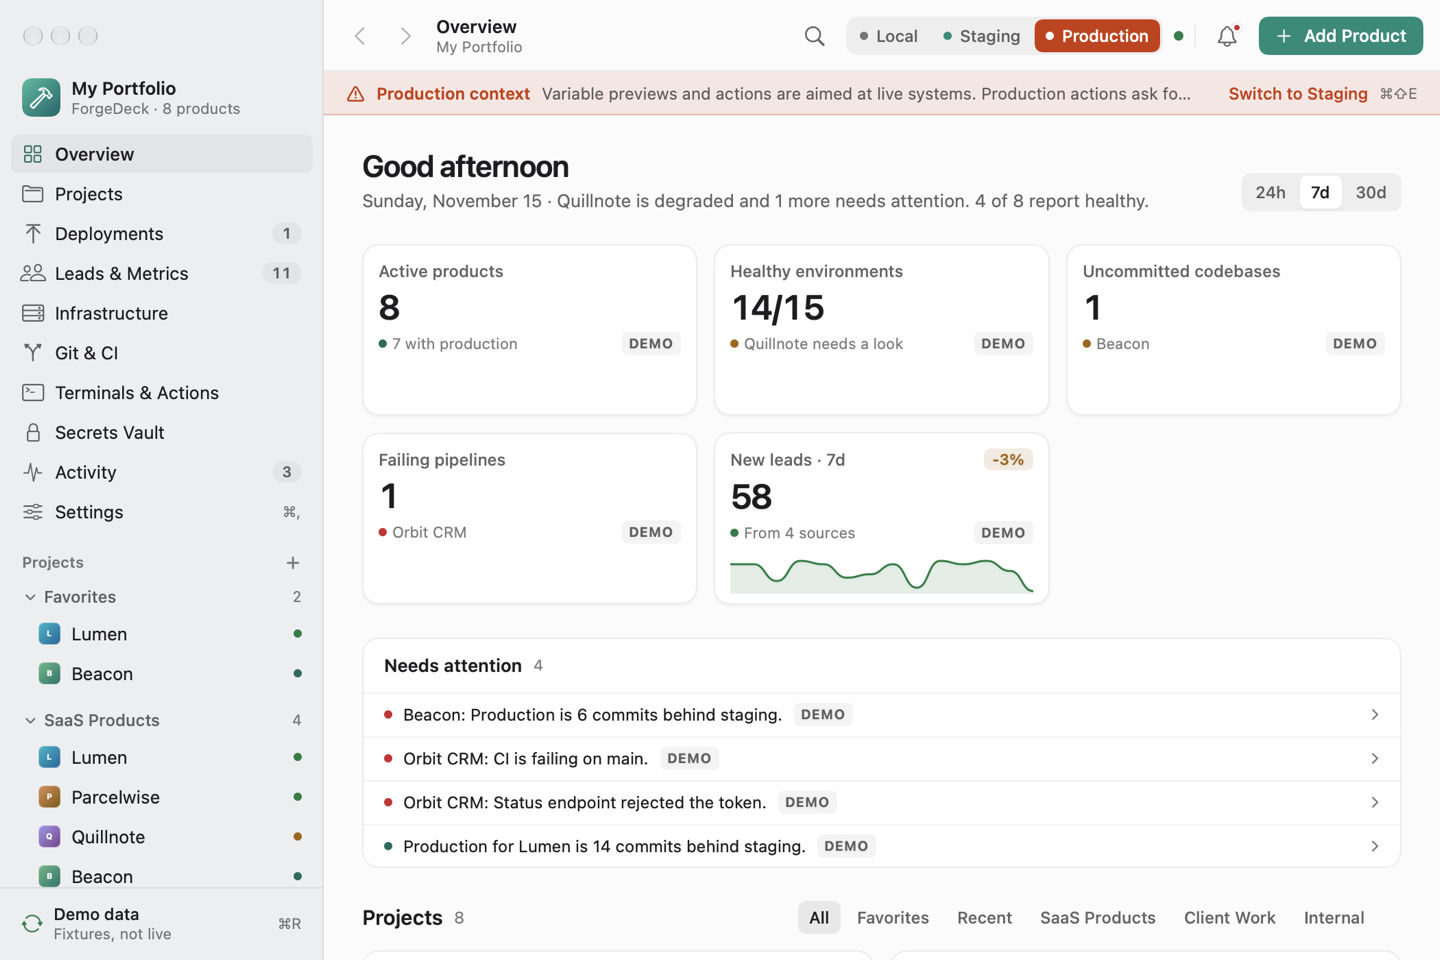 My Portfolio
ForgeDeck · 8 products
Overview
Projects
Deployments 1
Leads & Metrics 11
Infrastructure
Git & CI
Terminals & Actions
Secrets Vault
Activity 3
Settings ⌘,
Projects +
Favorites 2
L Lumen
B Beacon
SaaS Products 4
L Lumen
P Parcelwise
Q Quillnote
B Beacon
Demo data
Fixtures, not live ⌘R
Overview
My Portfolio
Local Staging Production
+ Add Product
Production context Variable previews and actions are aimed at live systems. Production actions ask fo... Switch to Staging ⌘⇧E
Good afternoon
Sunday, November 15 · Quillnote is degraded and 1 more needs attention. 4 of 8 report healthy.
24h 7d 30d
Active products
8
7 with production DEMO
Healthy environments
14/15
Quillnote needs a look DEMO
Uncommitted codebases
1
Beacon DEMO
Failing pipelines
1
Orbit CRM DEMO
New leads · 7d -3%
58
From 4 sources DEMO
Needs attention 4
Beacon: Production is 6 commits behind staging. DEMO
Orbit CRM: CI is failing on main. DEMO
Orbit CRM: Status endpoint rejected the token. DEMO
Production for Lumen is 14 commits behind staging. DEMO
Projects 8
All Favorites Recent SaaS Products Client Work Internal